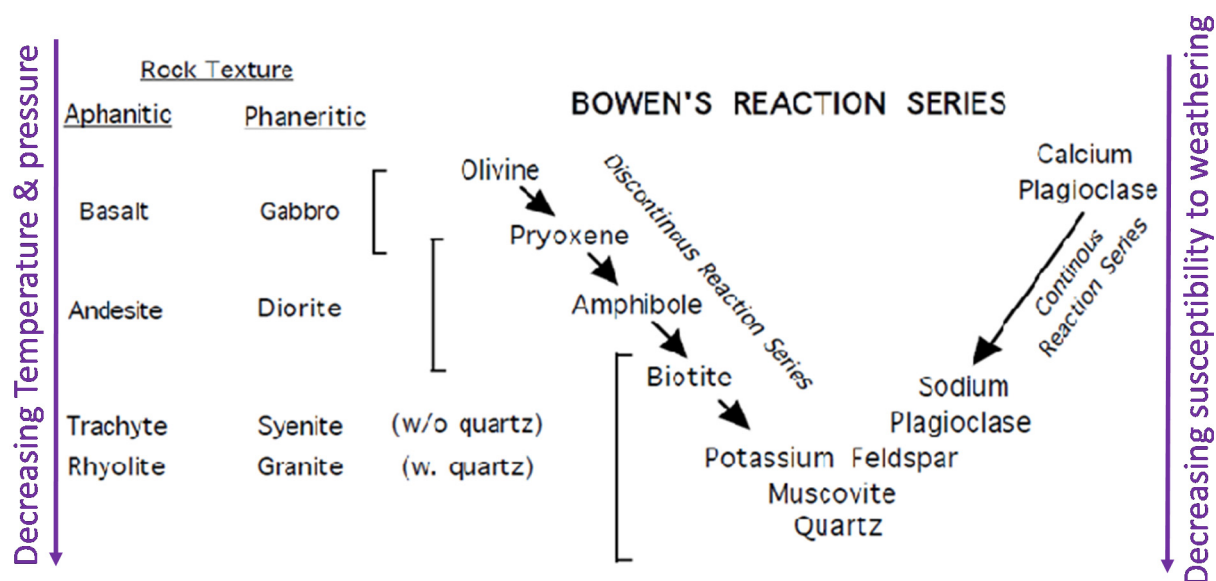 Decreasing Temperature & pressure
Rock Texture
Aphanitic Phaneritic
Basalt Gabbro
Andesite Diorite
Trachyte Syenite (w/o quartz)
Rhyolite Granite (w. quartz)
BOWEN'S REACTION SERIES
Olivine
Pryoxene
Amphibole
Biotite
Discontinous Reaction Series
Calcium
Plagioclase
Continous
Reaction Series
Sodium
Plagioclase
Potassium Feldspar
Muscovite
Quartz
Decreasing susceptibility to weathering